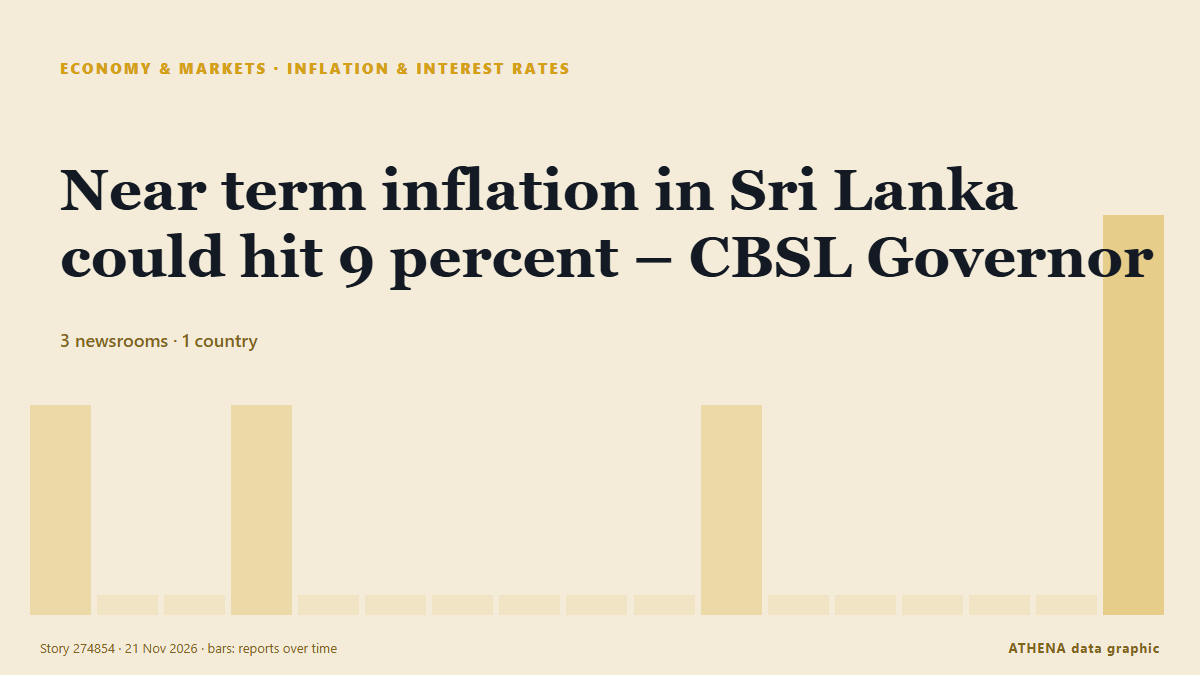 ECONOMY & MARKETS · INFLATION & INTEREST RATES
Near term inflation in Sri Lanka
could hit 9 percent – CBSL Governor
3 newsrooms · 1 country
Story 274854 · 21 Nov 2026 · bars: reports over time
ATHENA data graphic